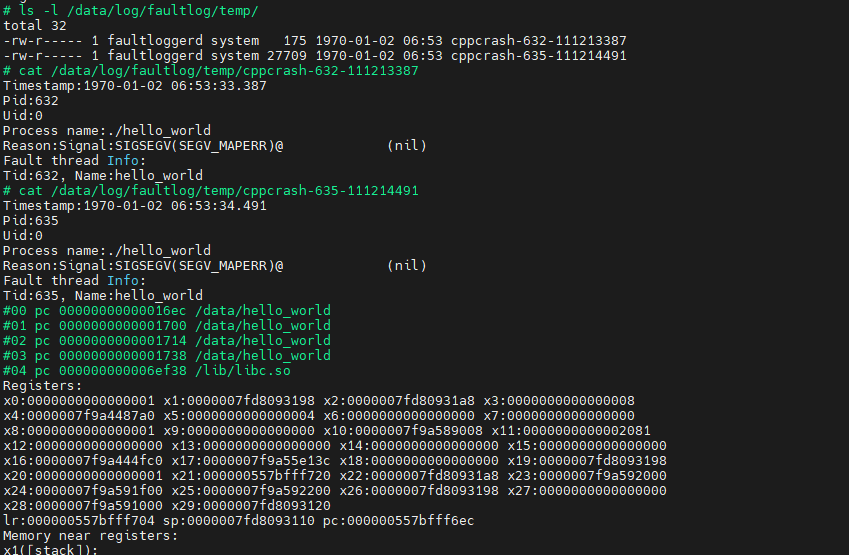 # ls -l /data/log/faultlog/temp/
total 32
-rw-r----- 1 faultloggerd system   175 1970-01-02 06:53 cppcrash-632-111213387
-rw-r----- 1 faultloggerd system 27709 1970-01-02 06:53 cppcrash-635-111214491
# cat /data/log/faultlog/temp/cppcrash-632-111213387
Timestamp:1970-01-02 06:53:33.387
Pid:632
Uid:0
Process name:./hello_world
Reason:Signal:SIGSEGV(SEGV_MAPERR)@             (nil)
Fault thread Info:
Tid:632, Name:hello_world
# cat /data/log/faultlog/temp/cppcrash-635-111214491
Timestamp:1970-01-02 06:53:34.491
Pid:635
Uid:0
Process name:./hello_world
Reason:Signal:SIGSEGV(SEGV_MAPERR)@             (nil)
Fault thread Info:
Tid:635, Name:hello_world
#00 pc 00000000000016ec /data/hello_world
#01 pc 0000000000001700 /data/hello_world
#02 pc 0000000000001714 /data/hello_world
#03 pc 0000000000001738 /data/hello_world
#04 pc 000000000006ef38 /lib/libc.so
Registers:
x0:0000000000000001 x1:0000007fd8093198 x2:0000007fd80931a8 x3:0000000000000008
x4:0000007f9a4487a0 x5:0000000000000004 x6:0000000000000000 x7:0000000000000000
x8:0000000000000001 x9:0000000000000000 x10:0000007f9a589008 x11:0000000000002081
x12:0000000000000000 x13:0000000000000000 x14:0000000000000000 x15:0000000000000000
x16:0000007f9a444fc0 x17:0000007f9a55e13c x18:0000000000000000 x19:0000007fd8093198
x20:0000000000000001 x21:000000557bfff720 x22:0000007fd80931a8 x23:0000007f9a592000
x24:0000007f9a591f00 x25:0000007f9a592200 x26:0000007fd8093198 x27:0000000000000000
x28:0000007f9a591000 x29:0000007fd8093120
lr:000000557bfff704 sp:0000007fd8093110 pc:000000557bfff6ec
Memory near registers:
x1([stack]):